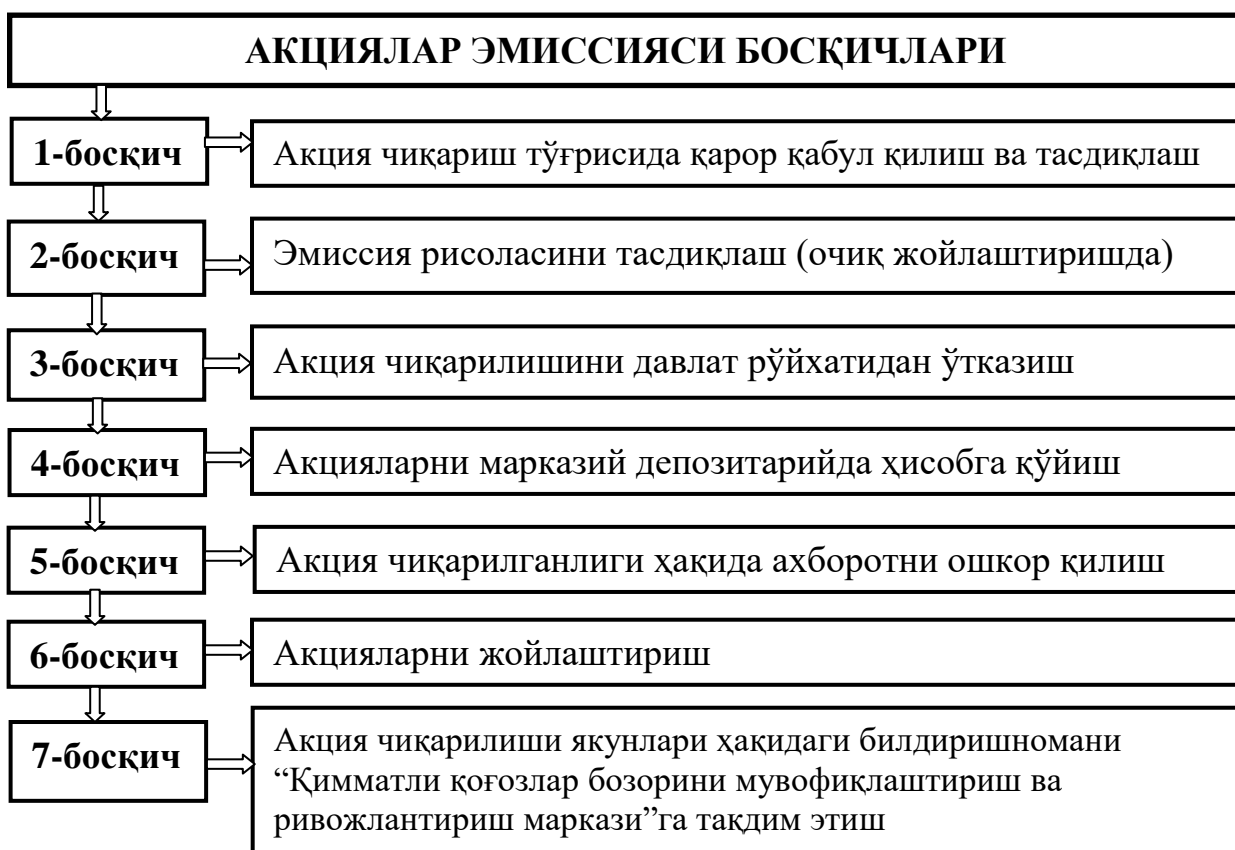 АКЦИЯЛАР ЭМИССИЯСИ БОСҚИЧЛАРИ
1-босқич
Акция чиқариш тўғрисида қарор қабул қилиш ва тасдиқлаш
2-босқич
Эмиссия рисоласини тасдиқлаш (очиқ жойлаштиришда)
3-босқич
Акция чиқарилишини давлат рўйхатидан ўтказиш
4-босқич
Акцияларни марказий депозитарийда ҳисобга қўйиш
5-босқич
Акция чиқарилганлиги ҳақида ахборотни ошкор қилиш
6-босқич
Акцияларни жойлаштириш
7-босқич
Акция чиқарилиши якунлари ҳақидаги билдиришномани
“Қимматли қоғозлар бозорини мувофиқлаштириш ва
ривожлантириш маркази”га тақдим этиш